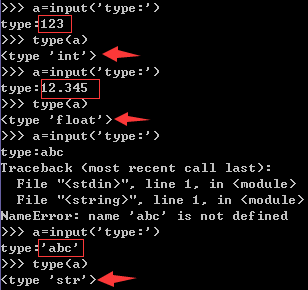 >>> a=input('type:')
type:123
>>> type(a)
<type 'int'>
>>> a=input('type:')
type:12.345
>>> type(a)
<type 'float'>
>>> a=input('type:')
type:abc
Traceback (most recent call last):
  File "<stdin>", line 1, in <module>
  File "<string>", line 1, in <module>
NameError: name 'abc' is not defined
>>> a=input('type:')
type:'abc'
>>> type(a)
<type 'str'>